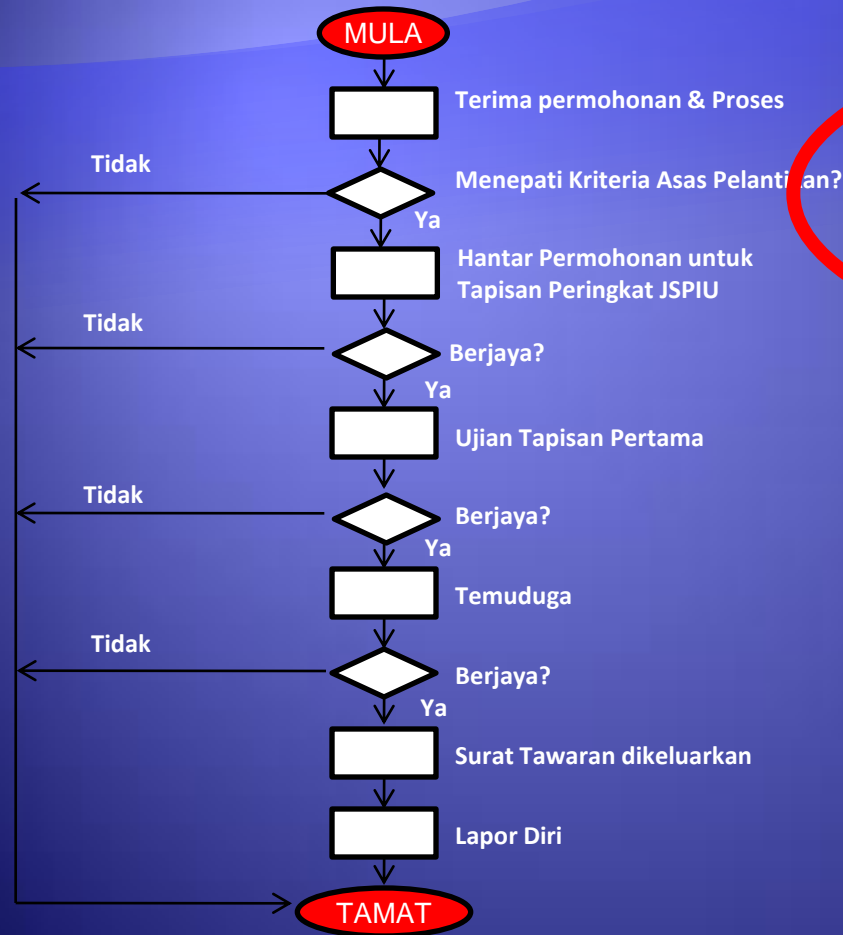 MULA
Terima permohonan & Proses
Tidak
Menepati Kriteria Asas Pelantikan?
Ya
Hantar Permohonan untuk
Tapisan Peringkat JSPIU
Tidak
Berjaya?
Ya
Ujian Tapisan Pertama
Tidak
Berjaya?
Ya
Temuduga
Tidak
Berjaya?
Ya
Surat Tawaran dikeluarkan
Lapor Diri
TAMAT